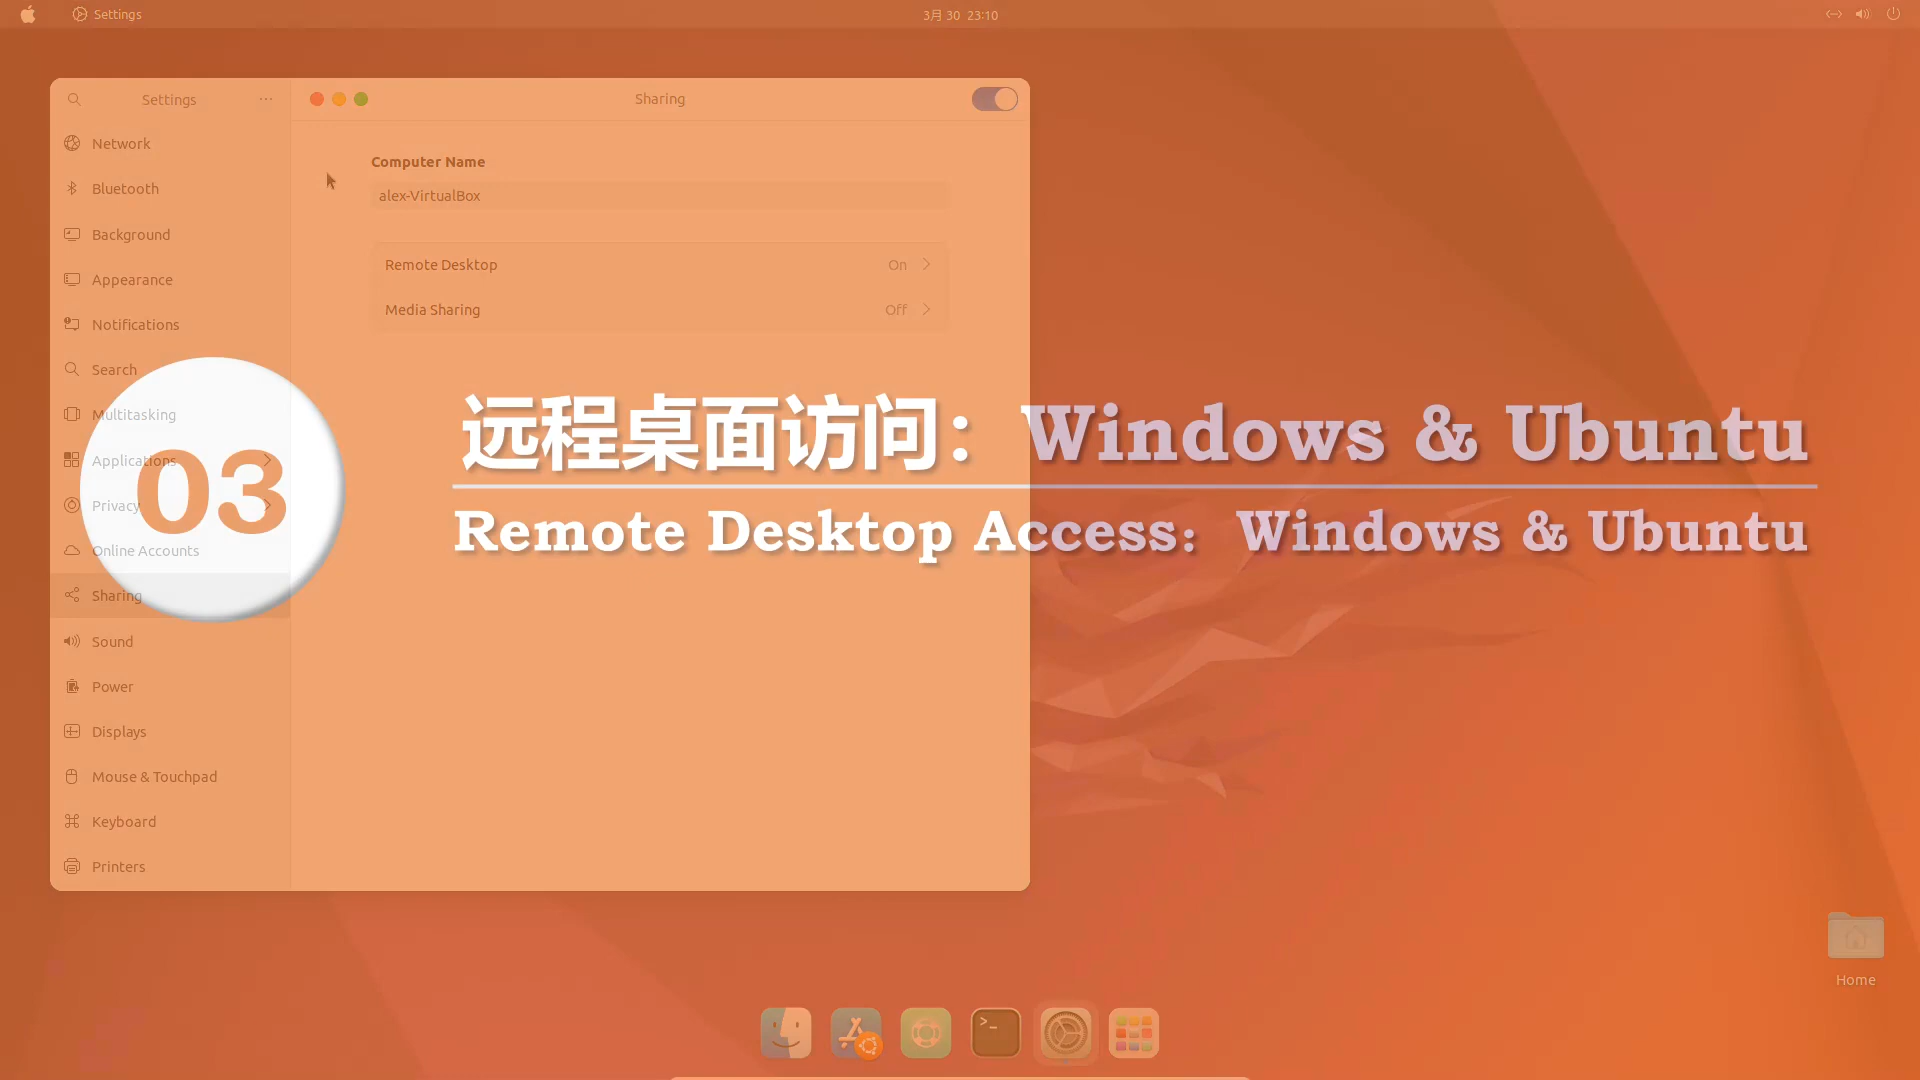 Settings
3月 30 23:10
Settings
Sharing
Network
Bluetooth
Background
Appearance
Notifications
Search
Multitasking
Applications
Privacy
Online Accounts
Sharing
Sound
Power
Displays
Mouse & Touchpad
Keyboard
Printers
Computer Name
alex-VirtualBox
Remote Desktop On
Media Sharing Off
03
远程桌面访问：Windows & Ubuntu
Remote Desktop Access：Windows & Ubuntu
Home